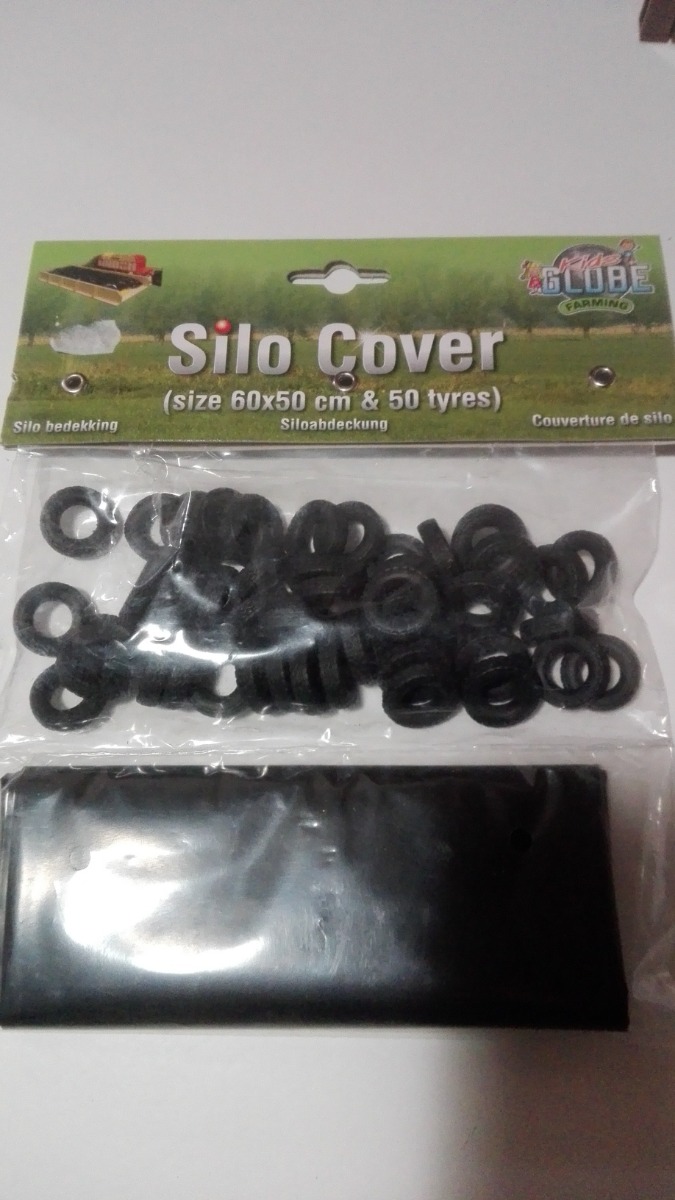 Kids
GLOBE
FARMING
Silo Cover
(size 60x50 cm & 50 tyres)
Silo bedekking
Siloabdeckung
Couverture de silo